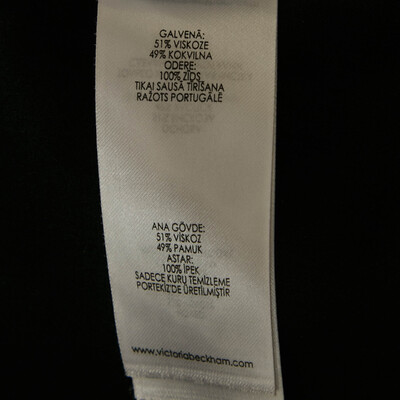 GALVENĀ:
51% VISKOZE
49% KOKVILNA
ODERE:
100% ZĪDS
TIKAI SAUSĀ TĪRĪŠANA
RAŽOTS PORTUGĀLĒ
ANA GÖVDE:
51% VİSKOZ
49% PAMUK
ASTAR:
100% İPEK
SADECE KURU TEMİZLEME
PORTEKİZ'DE ÜRETİLMİŞTİR
www.victoriabeckham.com